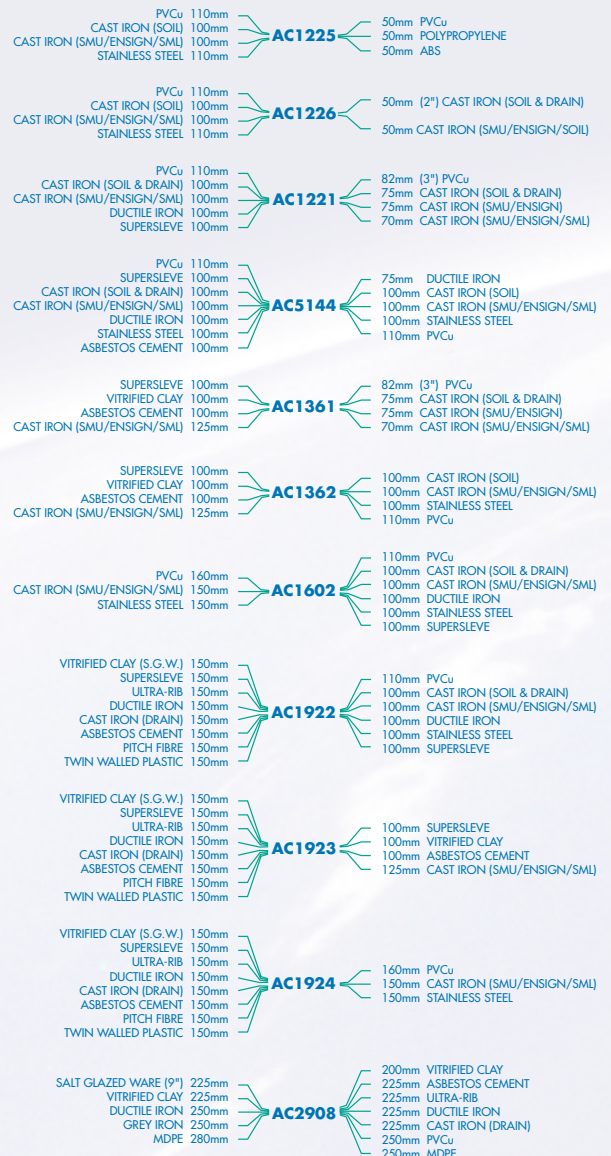 PVCu 110mm
CAST IRON (SOIL) 100mm
CAST IRON (SMU/ENSIGN/SML) 100mm
STAINLESS STEEL 110mm
AC1225
50mm PVCu
50mm POLYPROPYLENE
50mm ABS
PVCu 110mm
CAST IRON (SOIL) 100mm
CAST IRON (SMU/ENSIGN/SML) 100mm
STAINLESS STEEL 110mm
AC1226
50mm (2") CAST IRON (SOIL & DRAIN)
50mm CAST IRON (SMU/ENSIGN/SOIL)
PVCu 110mm
CAST IRON (SOIL & DRAIN) 100mm
CAST IRON (SMU/ENSIGN/SML) 100mm
DUCTILE IRON 100mm
SUPERSLEVE 100mm
AC1221
82mm (3") PVCu
75mm CAST IRON (SOIL & DRAIN)
75mm CAST IRON (SMU/ENSIGN)
70mm CAST IRON (SMU/ENSIGN/SML)
PVCu 110mm
SUPERSLEVE 100mm
CAST IRON (SOIL & DRAIN) 100mm
CAST IRON (SMU/ENSIGN/SML) 100mm
DUCTILE IRON 100mm
STAINLESS STEEL 100mm
ASBESTOS CEMENT 100mm
AC5144
75mm DUCTILE IRON
100mm CAST IRON (SOIL)
100mm CAST IRON (SMU/ENSIGN/SML)
100mm STAINLESS STEEL
110mm PVCu
SUPERSLEVE 100mm
VITRIFIED CLAY 100mm
ASBESTOS CEMENT 100mm
CAST IRON (SMU/ENSIGN/SML) 125mm
AC1361
82mm (3") PVCu
75mm CAST IRON (SOIL & DRAIN)
75mm CAST IRON (SMU/ENSIGN)
70mm CAST IRON (SMU/ENSIGN/SML)
SUPERSLEVE 100mm
VITRIFIED CLAY 100mm
ASBESTOS CEMENT 100mm
CAST IRON (SMU/ENSIGN/SML) 125mm
AC1362
100mm CAST IRON (SOIL)
100mm CAST IRON (SMU/ENSIGN/SML)
100mm STAINLESS STEEL
110mm PVCu
PVCu 160mm
CAST IRON (SMU/ENSIGN/SML) 150mm
STAINLESS STEEL 150mm
AC1602
110mm PVCu
100mm CAST IRON (SOIL & DRAIN)
100mm CAST IRON (SMU/ENSIGN/SML)
100mm DUCTILE IRON
100mm STAINLESS STEEL
100mm SUPERSLEVE
VITRIFIED CLAY (S.G.W.) 150mm
SUPERSLEVE 150mm
ULTRA-RIB 150mm
DUCTILE IRON 150mm
CAST IRON (DRAIN) 150mm
ASBESTOS CEMENT 150mm
PITCH FIBRE 150mm
TWIN WALLED PLASTIC 150mm
AC1922
110mm PVCu
100mm CAST IRON (SOIL & DRAIN)
100mm CAST IRON (SMU/ENSIGN/SML)
100mm DUCTILE IRON
100mm STAINLESS STEEL
100mm SUPERSLEVE
VITRIFIED CLAY (S.G.W.) 150mm
SUPERSLEVE 150mm
ULTRA-RIB 150mm
DUCTILE IRON 150mm
CAST IRON (DRAIN) 150mm
ASBESTOS CEMENT 150mm
PITCH FIBRE 150mm
TWIN WALLED PLASTIC 150mm
AC1923
100mm SUPERSLEVE
100mm VITRIFIED CLAY
100mm ASBESTOS CEMENT
125mm CAST IRON (SMU/ENSIGN/SML)
VITRIFIED CLAY (S.G.W.) 150mm
SUPERSLEVE 150mm
ULTRA-RIB 150mm
DUCTILE IRON 150mm
CAST IRON (DRAIN) 150mm
ASBESTOS CEMENT 150mm
PITCH FIBRE 150mm
TWIN WALLED PLASTIC 150mm
AC1924
160mm PVCu
150mm CAST IRON (SMU/ENSIGN/SML)
150mm STAINLESS STEEL
SALT GLAZED WARE (9") 225mm
VITRIFIED CLAY 225mm
DUCTILE IRON 250mm
GREY IRON 250mm
MDPE 280mm
AC2908
200mm VITRIFIED CLAY
225mm ASBESTOS CEMENT
225mm ULTRA-RIB
225mm DUCTILE IRON
225mm CAST IRON (DRAIN)
250mm PVCu
250mm MDPE